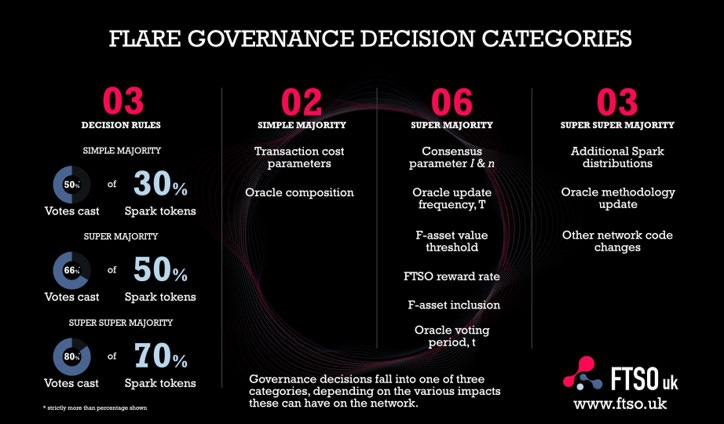 FLARE GOVERNANCE DECISION CATEGORIES
03
DECISION RULES
SIMPLE MAJORITY
50%
of
30%
Votes cast
Spark tokens
SUPER MAJORITY
66%
of
50%
Votes cast
Spark tokens
SUPER SUPER MAJORITY
80%
of
70%
Votes cast
Spark tokens
* strictly more than percentage shown
02
SIMPLE MAJORITY
Transaction cost
parameters
Oracle composition
06
SUPER MAJORITY
Consensus
parameter l & n
Oracle update
frequency, T
F-asset value
threshold
FTSO reward rate
F-asset inclusion
Oracle voting
period, t
03
SUPER SUPER MAJORITY
Additional Spark
distributions
Oracle methodology
update
Other network code
changes
Governance decisions fall into one of three
categories, depending on the various impacts
these can have on the network.
FTSO uk
www.ftso.uk